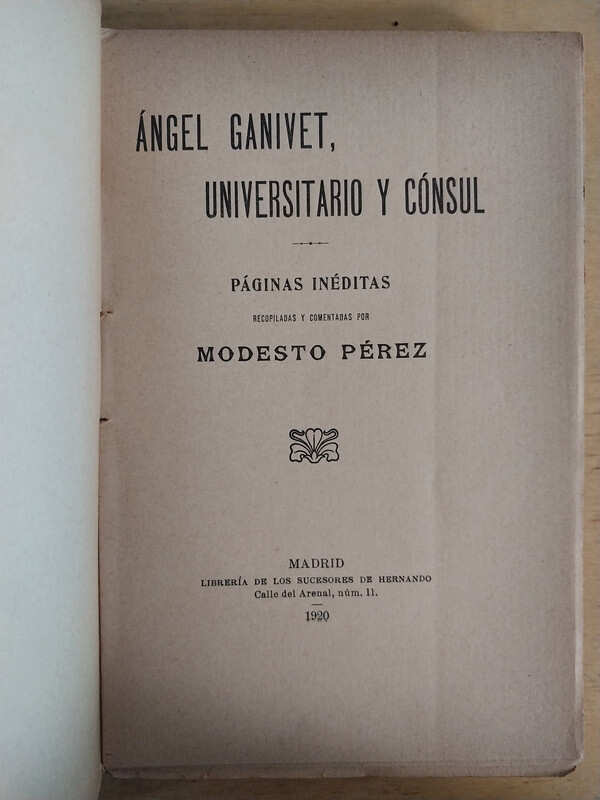 ÁNGEL GANIVET,
UNIVERSITARIO Y CÓNSUL
PÁGINAS INÉDITAS
RECOPILADAS Y COMENTADAS POR
MODESTO PÉREZ
MADRID
LIBRERÍA DE LOS SUCESORES DE HERNANDO
Calle del Arenal, núm. 11.
1920